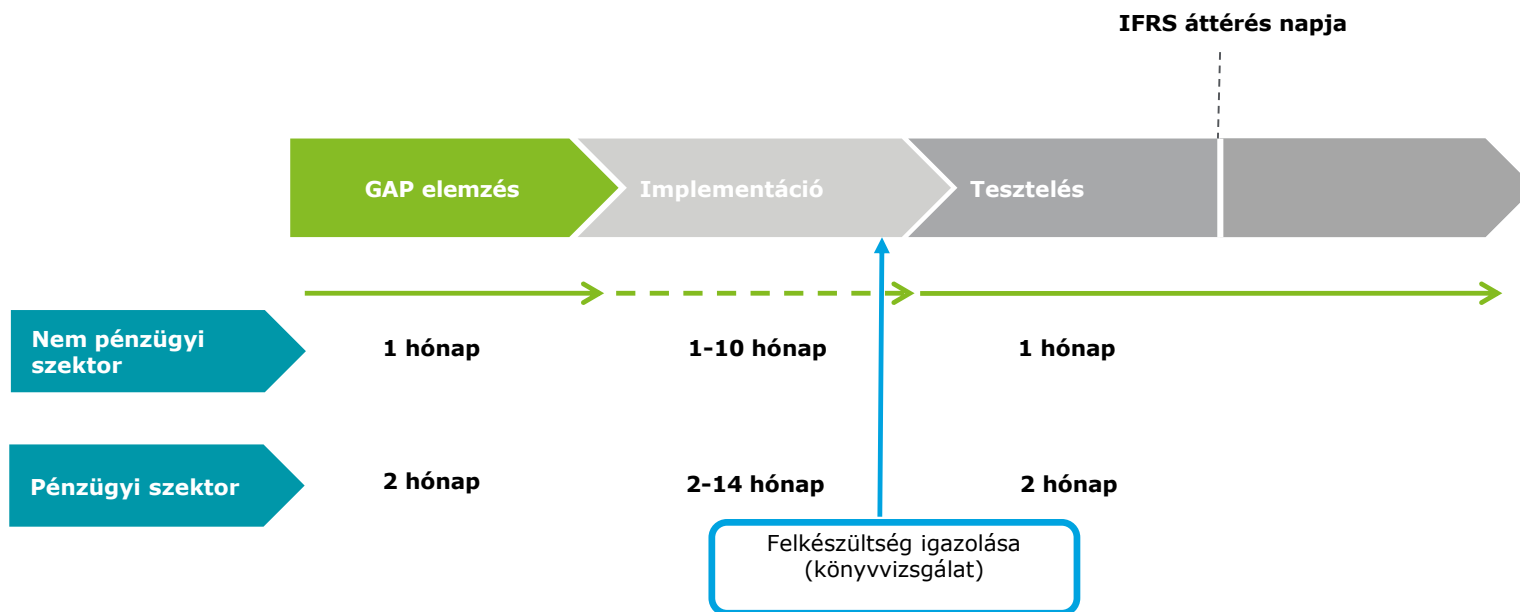 IFRS áttérés napja
GAP elemzés
Implementáció
Tesztelés
Nem pénzügyi
szektor
1 hónap
1-10 hónap
1 hónap
Pénzügyi szektor
2 hónap
2-14 hónap
2 hónap
Felkészültség igazolása
(könyvvizsgálat)